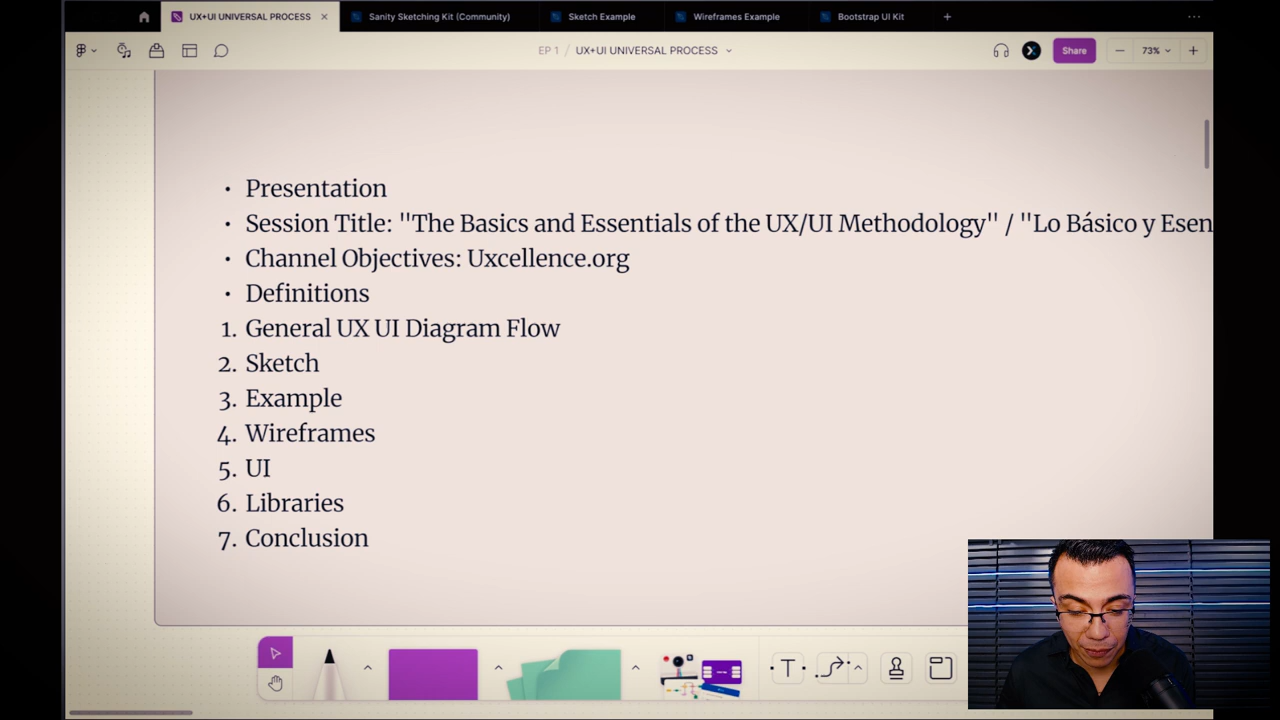 UX+UI UNIVERSAL PROCESS
Sanity Sketching Kit (Community)
Sketch Example
Wireframes Example
Bootstrap UI Kit
EP 1 / UX+UI UNIVERSAL PROCESS
Share
73%
• Presentation
• Session Title: "The Basics and Essentials of the UX/UI Methodology" / "Lo Básico y Esen
• Channel Objectives: Uxcellence.org
• Definitions
1. General UX UI Diagram Flow
2. Sketch
3. Example
4. Wireframes
5. UI
6. Libraries
7. Conclusion
T